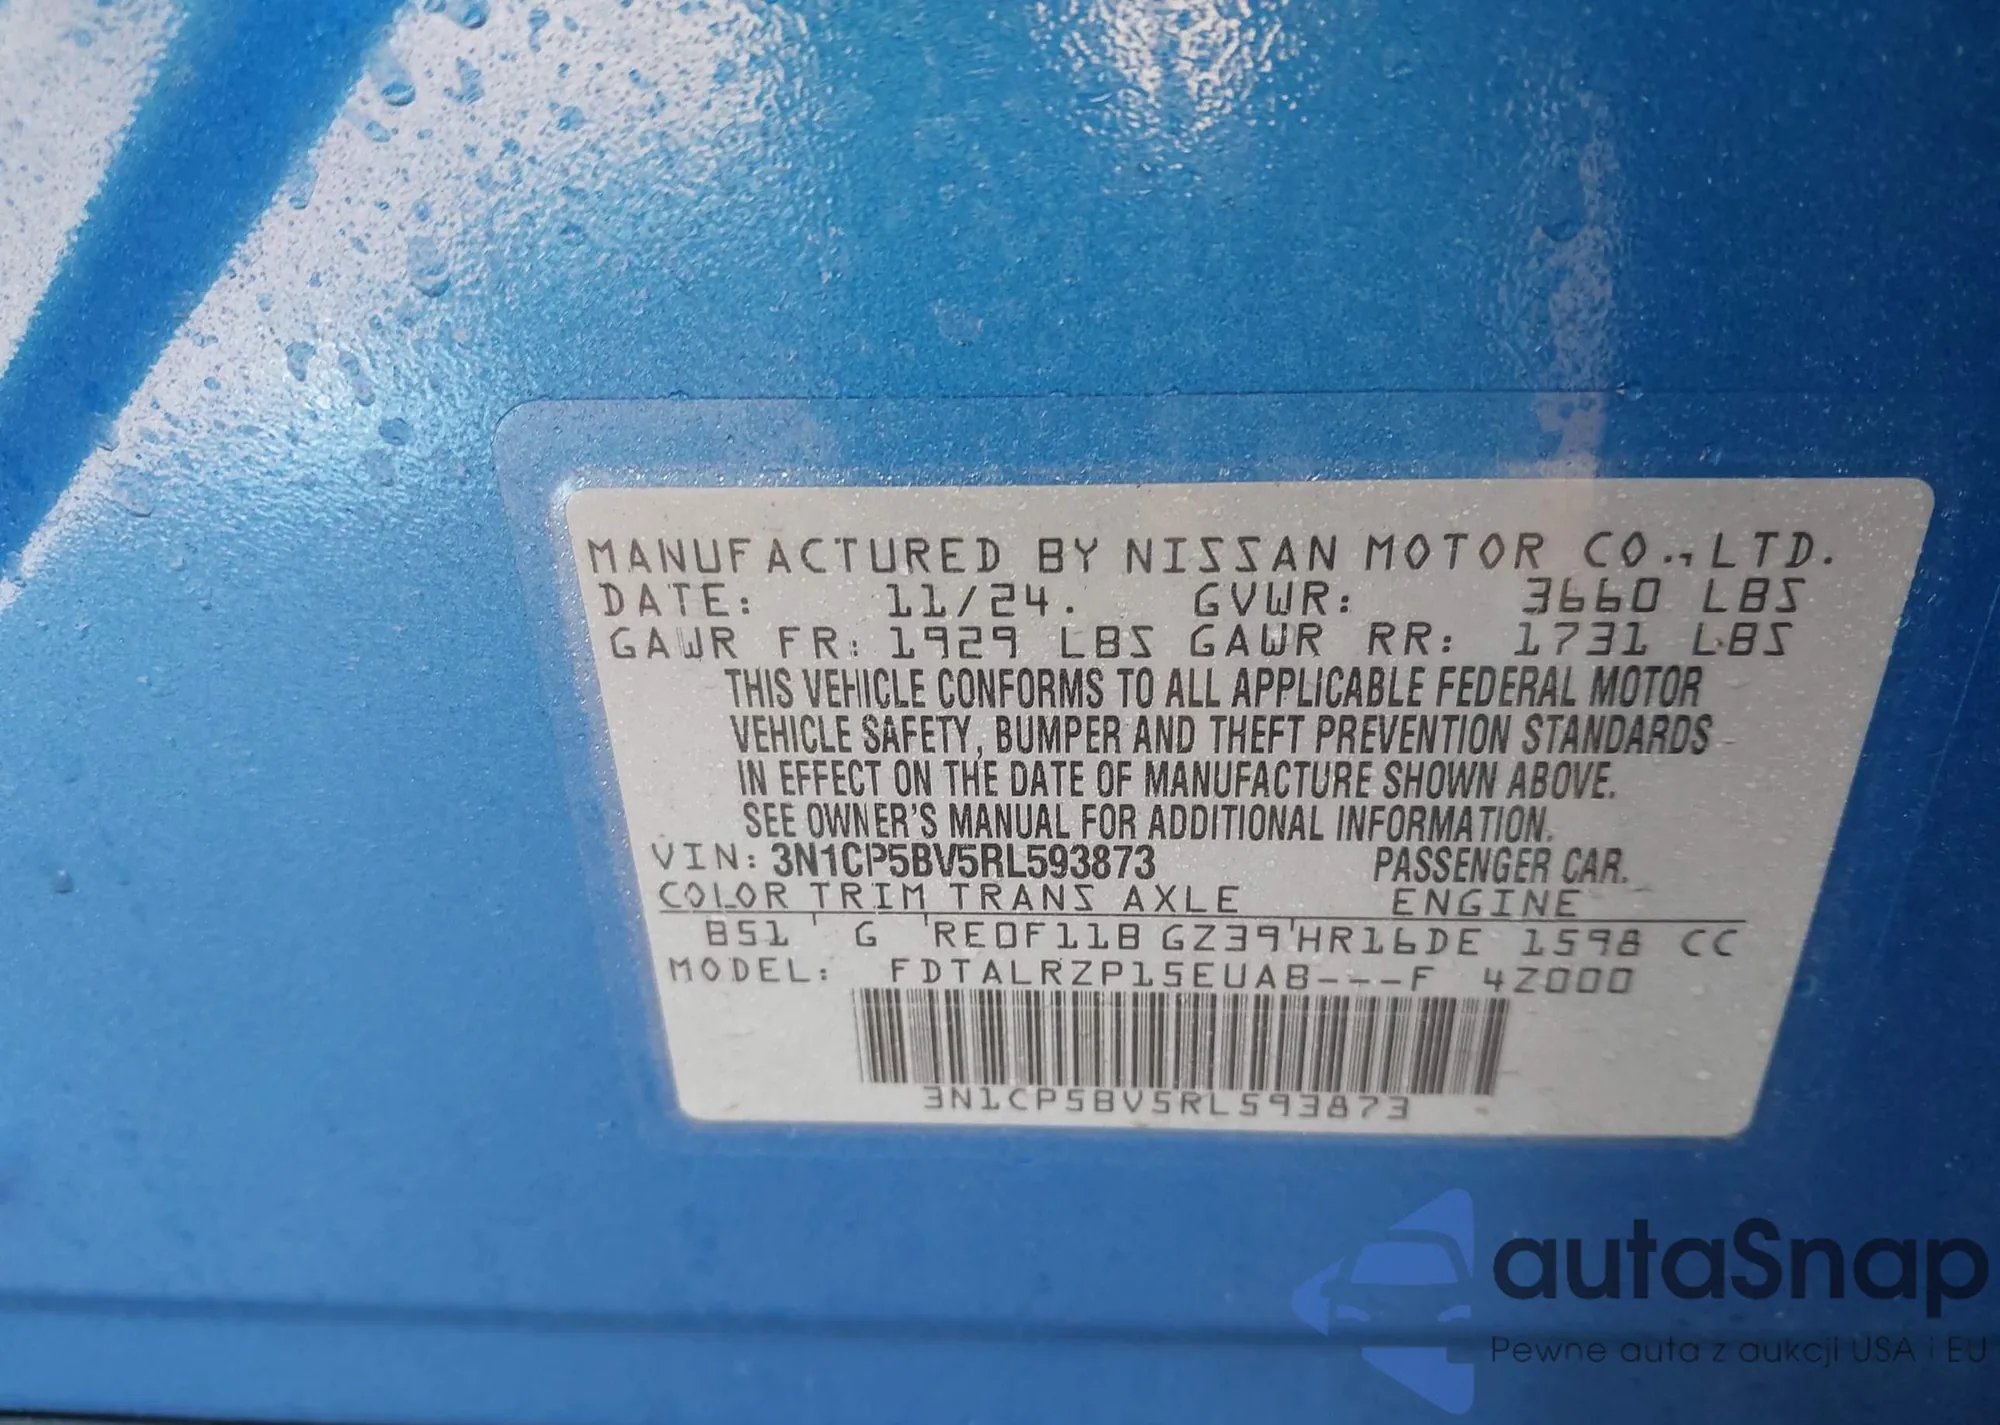 MANUFACTURED BY NISSAN MOTOR CO., LTD.
DATE: 11/24. GVWR: 3660 LBS
GAWR FR: 1929 LBS GAWR RR: 1731 LBS
THIS VEHICLE CONFORMS TO ALL APPLICABLE FEDERAL MOTOR
VEHICLE SAFETY, BUMPER AND THEFT PREVENTION STANDARDS
IN EFFECT ON THE DATE OF MANUFACTURE SHOWN ABOVE.
SEE OWNER'S MANUAL FOR ADDITIONAL INFORMATION.
VIN: 3N1CP5BV5RL593873 PASSENGER CAR.
COLOR TRIM TRANS AXLE ENGINE
B51 G RE0F11B GZ39 HR16DE 1598 CC
MODEL: FDTALRZP15EUAB---F 4Z000
3N1CP5BV5RL593873
autaSnap
Pewne auta z aukcji USA i EU